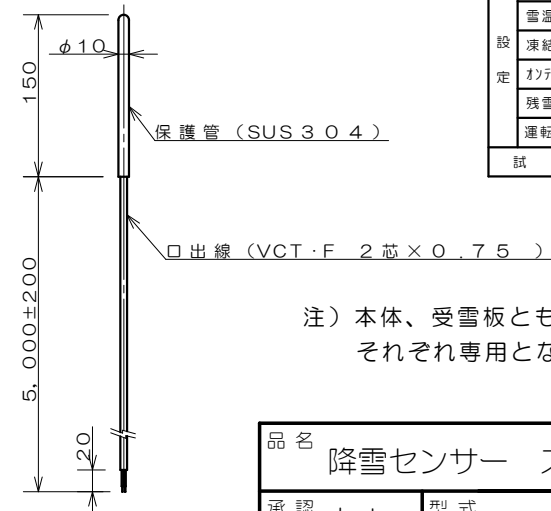 φ10
150
保護管（SUS304）
口出線（VCT・F 2芯×0.75 ）
5,000±200
20
設定
雪温
凍結
残雪
運転
試
注）本体、受雪板とも
それぞれ専用とな
品名
降雪センサー
承認
型式